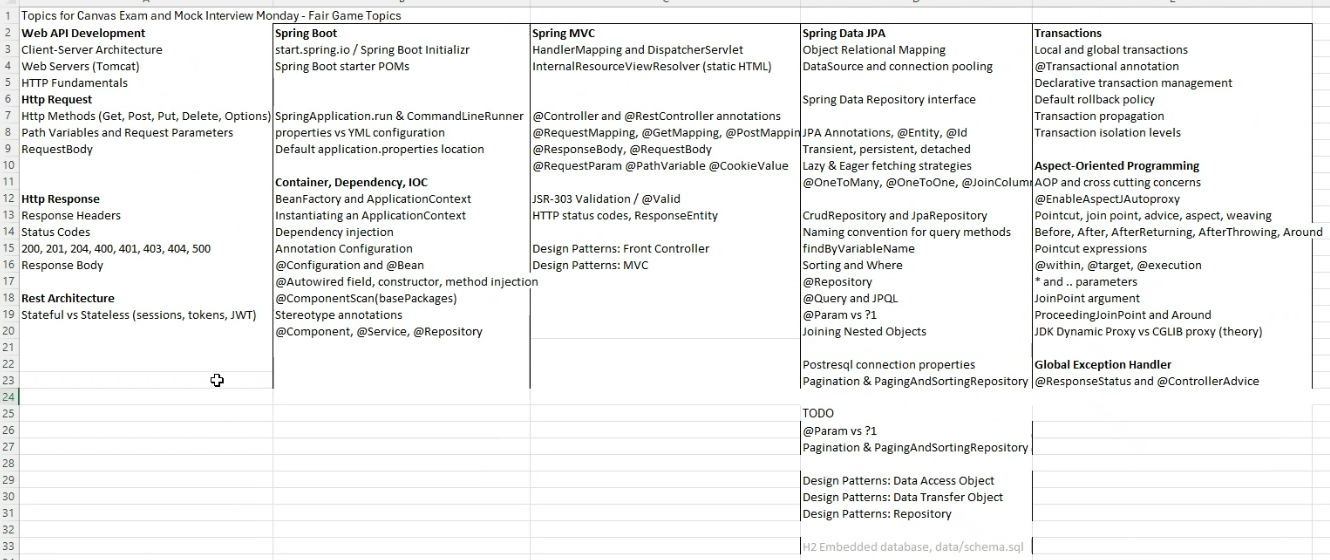 Topics for Canvas Exam and Mock Interview Monday - Fair Game Topics
Web API Development
Client-Server Architecture
Web Servers (Tomcat)
HTTP Fundamentals
Http Request
Http Methods (Get, Post, Put, Delete, Options)
Path Variables and Request Parameters
RequestBody
Http Response
Response Headers
Status Codes
200, 201, 204, 400, 401, 403, 404, 500
Response Body
Rest Architecture
Stateful vs Stateless (sessions, tokens, JWT)
Spring Boot
start.spring.io / Spring Boot Initializr
Spring Boot starter POMs
SpringApplication.run & CommandLineRunner
properties vs YML configuration
Default application.properties location
Container, Dependency, IOC
BeanFactory and ApplicationContext
Instantiating an ApplicationContext
Dependency injection
Annotation Configuration
@Configuration and @Bean
@Autowired field, constructor, method injection
@ComponentScan(basePackages)
Stereotype annotations
@Component, @Service, @Repository
Spring MVC
HandlerMapping and DispatcherServlet
InternalResourceViewResolver (static HTML)
@Controller and @RestController annotations
@RequestMapping, @GetMapping, @PostMappin
@ResponseBody, @RequestBody
@RequestParam @PathVariable @CookieValue
JSR-303 Validation / @Valid
HTTP status codes, ResponseEntity
Design Patterns: Front Controller
Design Patterns: MVC
Spring Data JPA
Object Relational Mapping
DataSource and connection pooling
Spring Data Repository interface
JPA Annotations, @Entity, @Id
Transient, persistent, detached
Lazy & Eager fetching strategies
@OneToMany, @OneToOne, @JoinColumn
CrudRepository and JpaRepository
Naming convention for query methods
findByVariableName
Sorting and Where
@Repository
@Query and JPQL
@Param vs ?1
Joining Nested Objects
Postresql connection properties
Pagination & PagingAndSortingRepository
TODO
@Param vs ?1
Pagination & PagingAndSortingRepository
Design Patterns: Data Access Object
Design Patterns: Data Transfer Object
Design Patterns: Repository
H2 Embedded database, data/schema.sql
Transactions
Local and global transactions
@Transactional annotation
Declarative transaction management
Default rollback policy
Transaction propagation
Transaction isolation levels
Aspect-Oriented Programming
AOP and cross cutting concerns
@EnableAspectJAutoproxy
Pointcut, join point, advice, aspect, weaving
Before, After, AfterReturning, AfterThrowing, Around
Pointcut expressions
@within, @target, @execution
* and .. parameters
JoinPoint argument
ProceedingJoinPoint and Around
JDK Dynamic Proxy vs CGLIB proxy (theory)
Global Exception Handler
@ResponseStatus and @ControllerAdvice
1
2
3
4
5
6
7
8
9
10
11
12
13
14
15
16
17
18
19
20
21
22
23
24
25
26
27
28
29
30
31
32
33